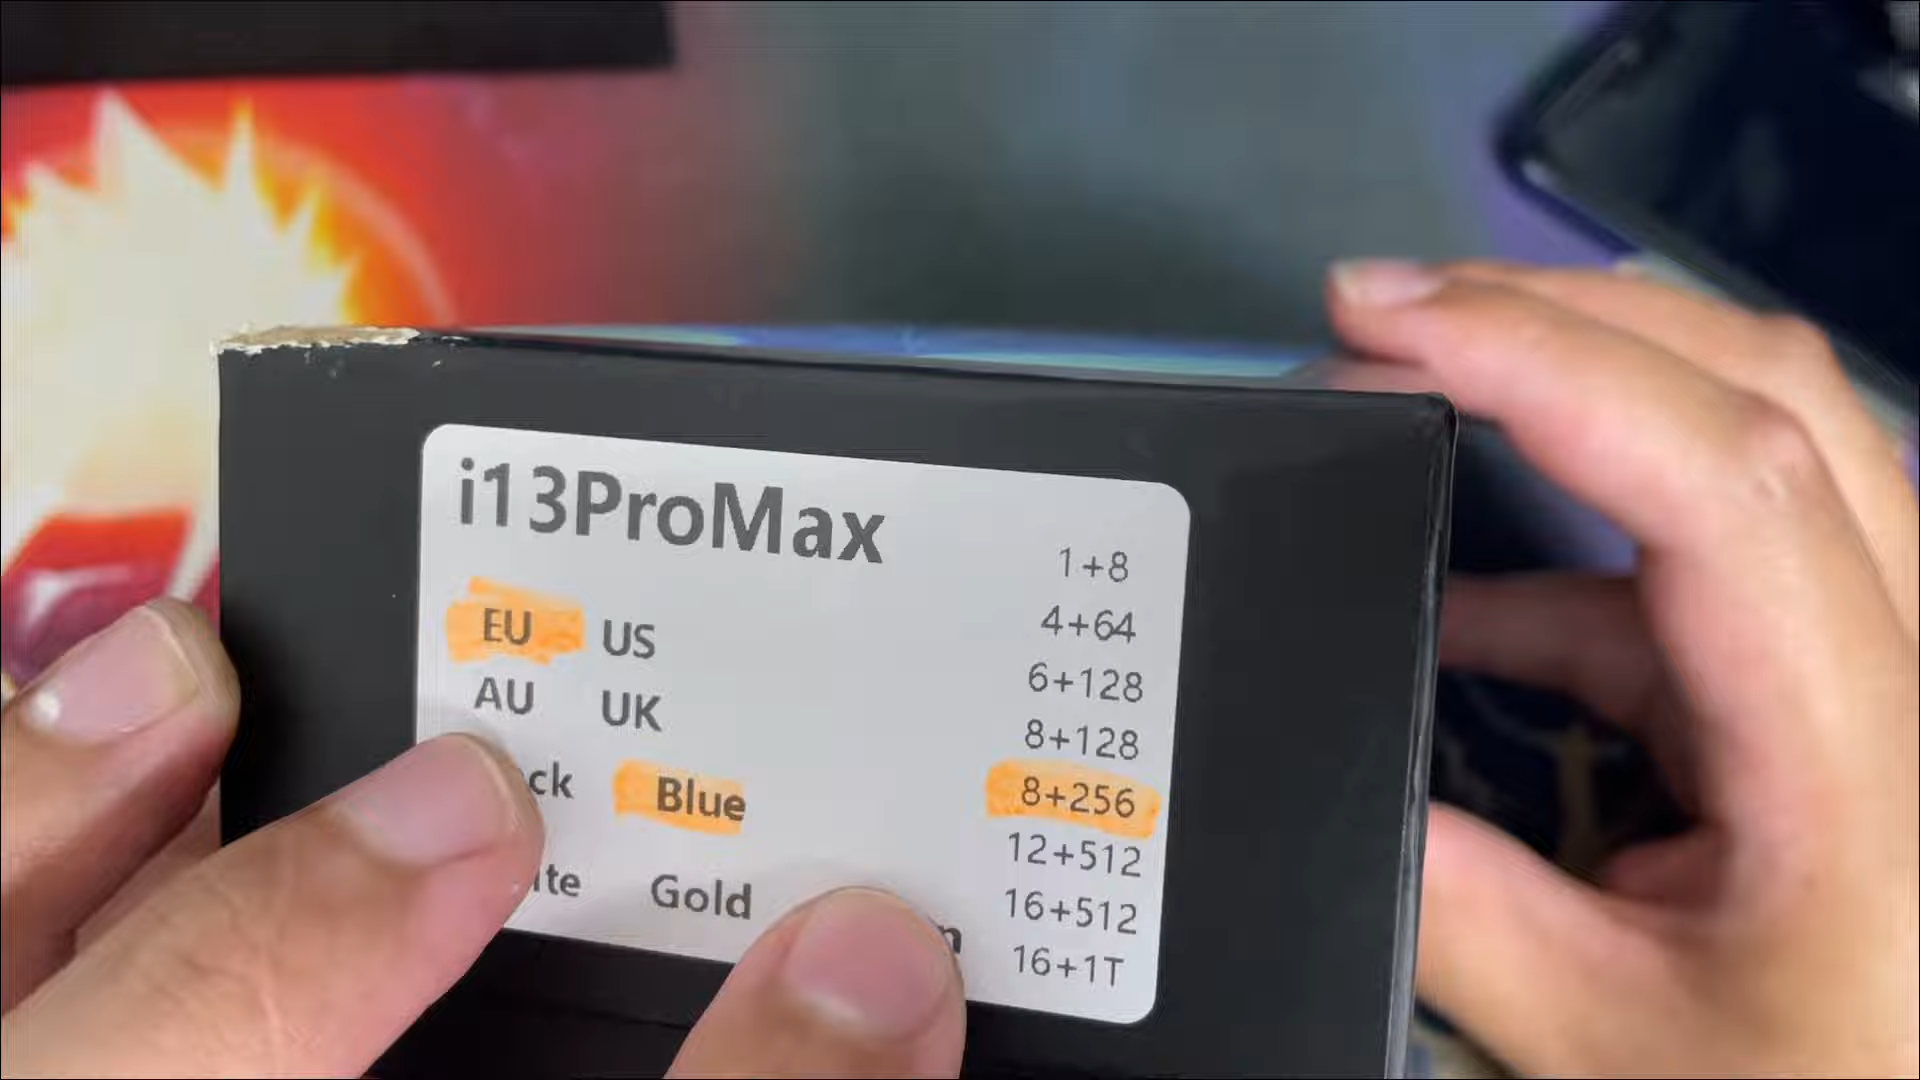 i13ProMax
EU US
AU UK
Blue
Gold
1+8
4+64
6+128
8+128
8+256
12+512
16+512
16+1T